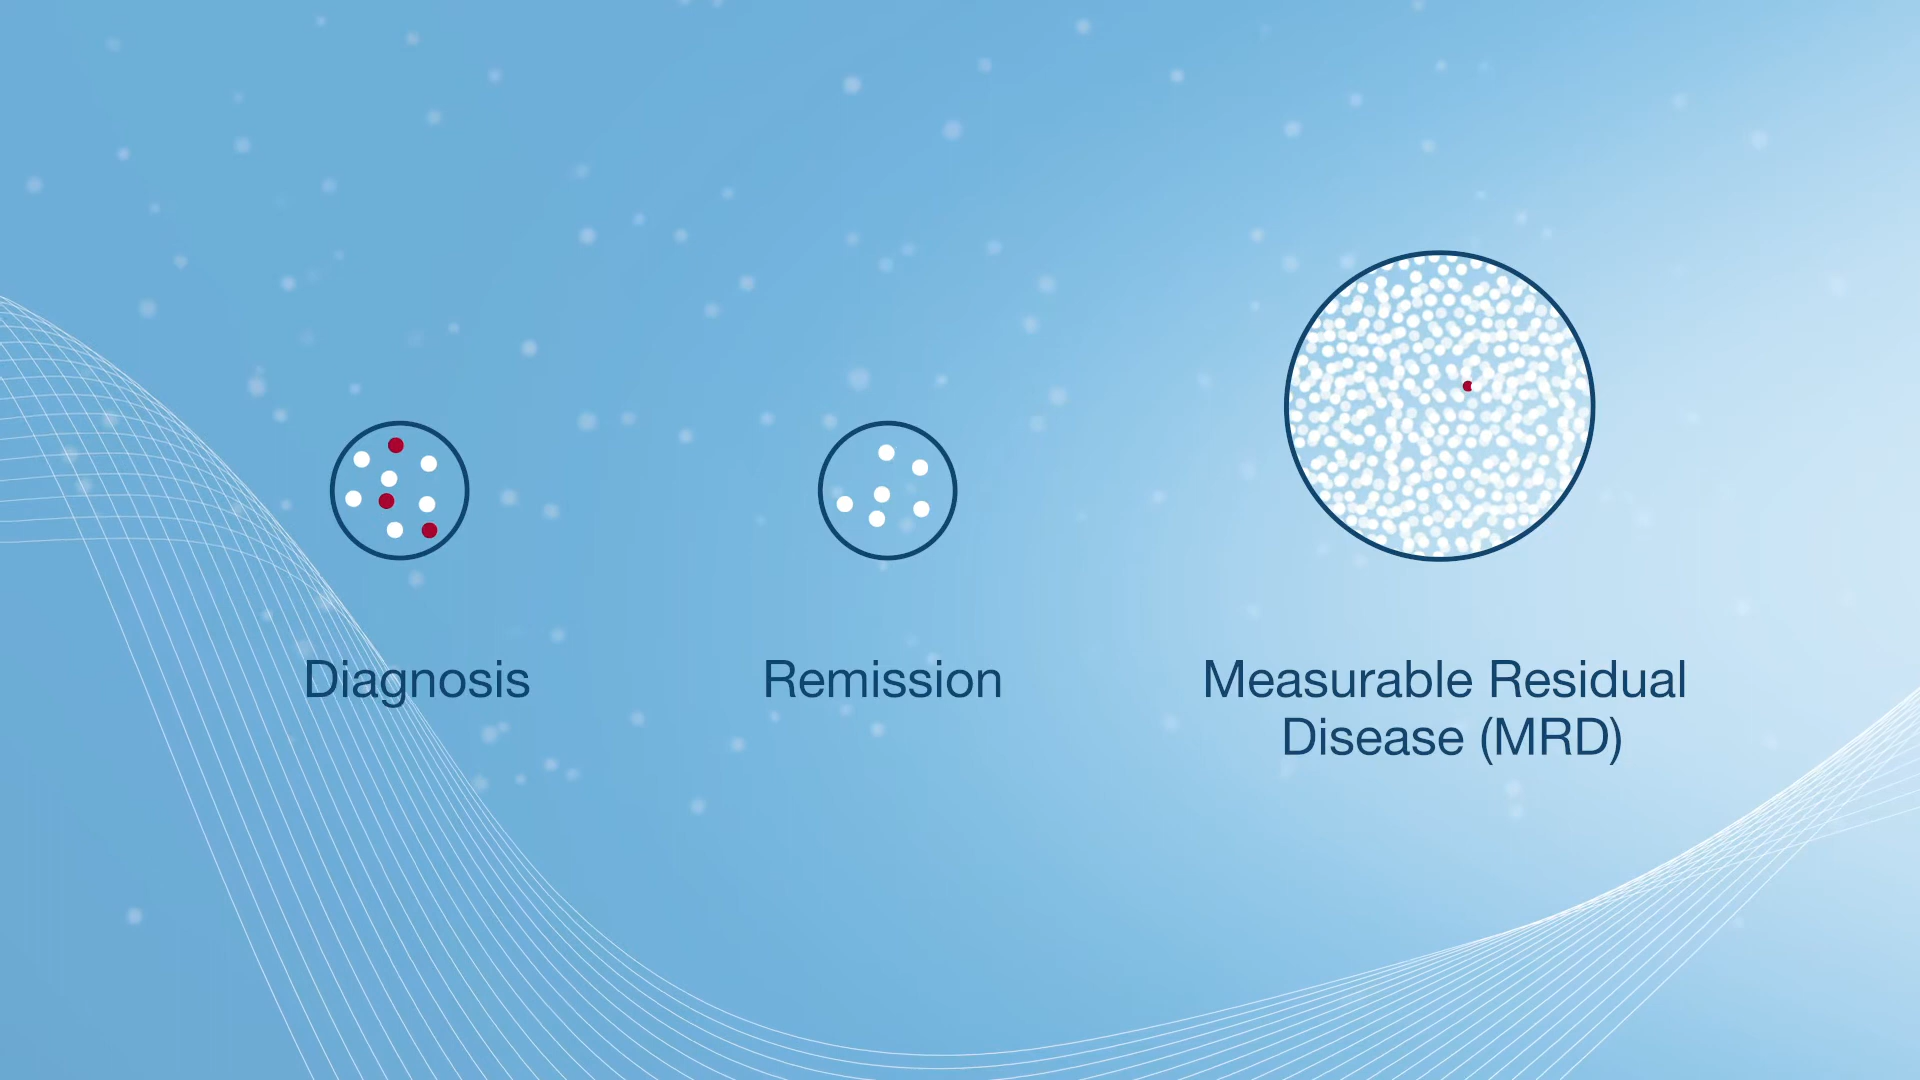 Diagnosis
Remission
Measurable Residual
Disease (MRD)